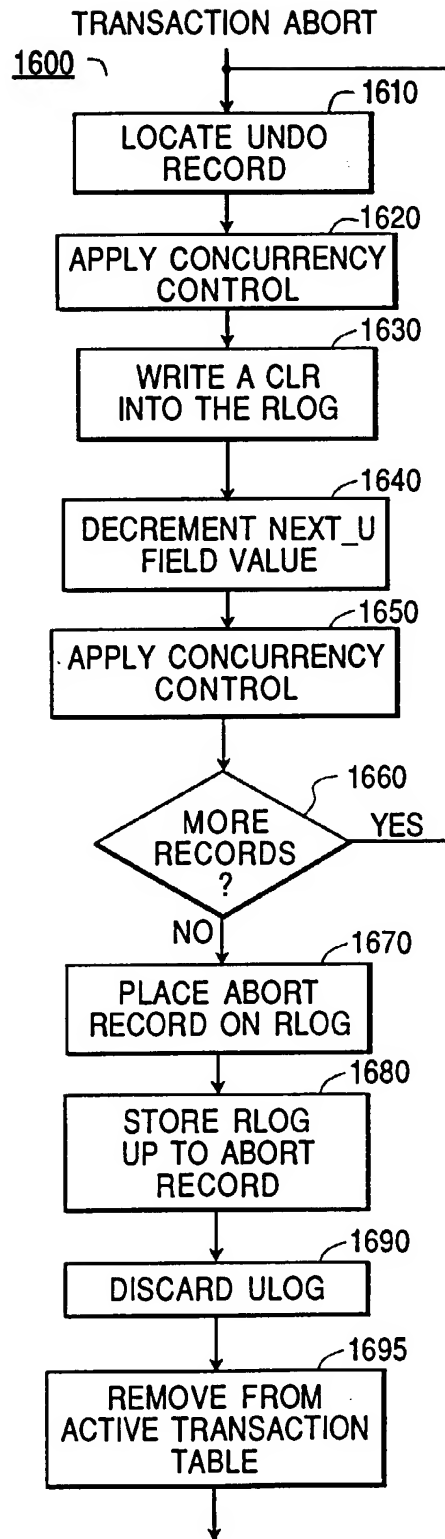 TRANSACTION ABORT
1600
1610
LOCATE UNDO
RECORD
1620
APPLY CONCURRENCY
CONTROL
1630
WRITE A CLR
INTO THE RLOG
1640
DECREMENT NEXT_U
FIELD VALUE
1650
APPLY CONCURRENCY
CONTROL
1660
MORE
RECORDS
?
YES
NO
1670
PLACE ABORT
RECORD ON RLOG
1680
STORE RLOG
UP TO ABORT
RECORD
1690
DISCARD ULOG
1695
REMOVE FROM
ACTIVE TRANSACTION
TABLE